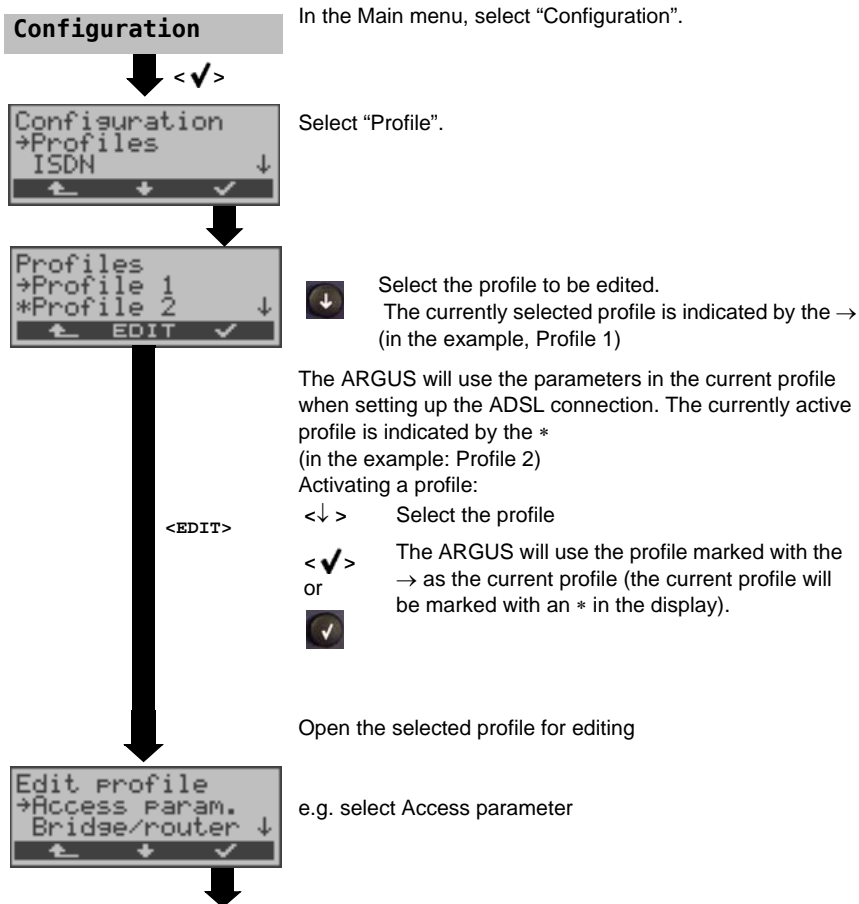 Configuration
In the Main menu, select “Configuration”.
<✓>
Configuration
→Profiles
ISDN ↓
Select “Profile”.
Profiles
→Profile 1
*Profile 2 ↓
EDIT ✓
Select the profile to be edited.
The currently selected profile is indicated by the →
(in the example, Profile 1)
The ARGUS will use the parameters in the current profile
when setting up the ADSL connection. The currently active
profile is indicated by the ∗
(in the example: Profile 2)
Activating a profile:
<↓ > Select the profile
<EDIT>
<✓>
or
The ARGUS will use the profile marked with the
→ as the current profile (the current profile will
be marked with an ∗ in the display).
Open the selected profile for editing
Edit profile
→Access param.
Bridge/router ↓
e.g. select Access parameter